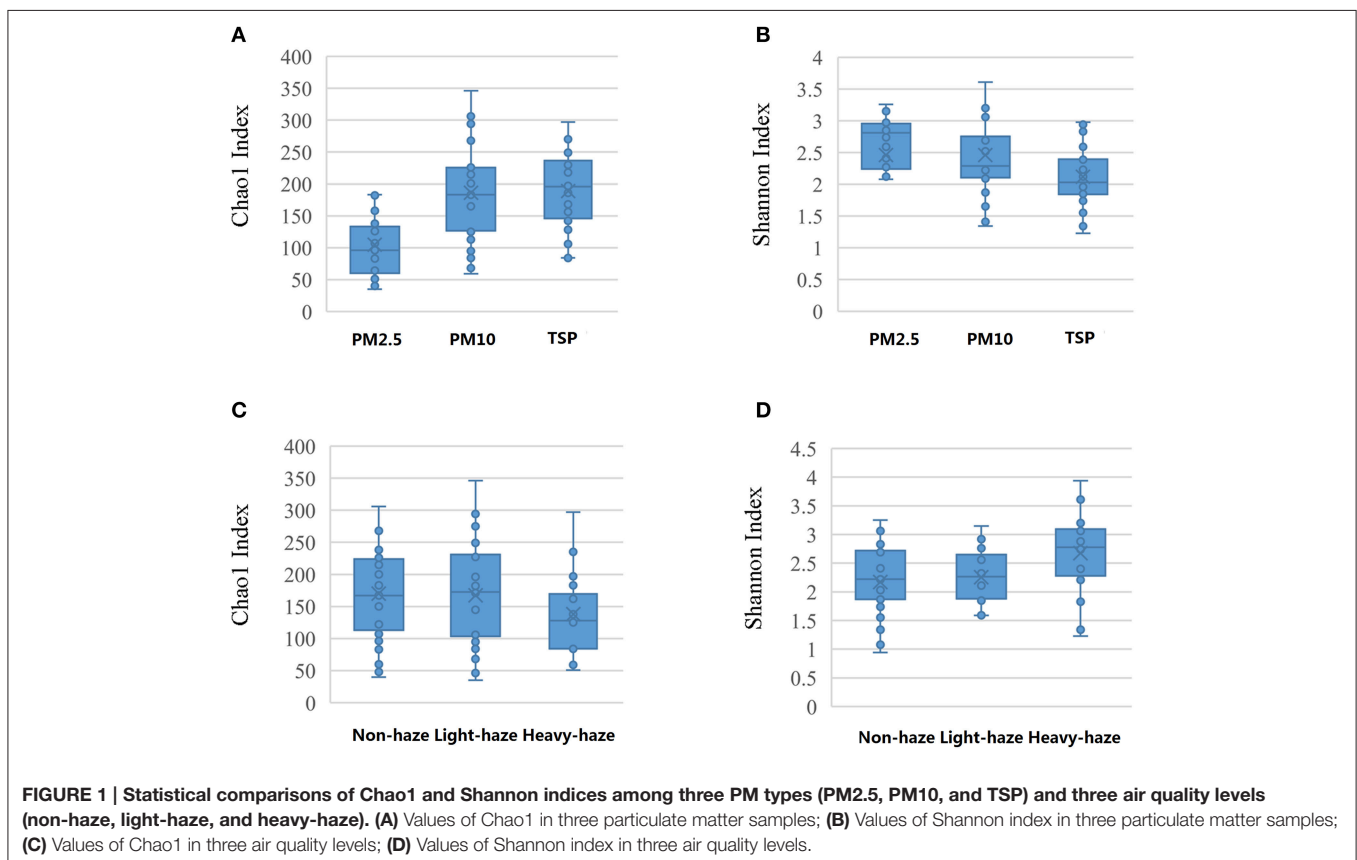 A
B
400
350
300
250
200
150
100
50
0
Chao1 Index
PM2.5 PM10 TSP
4
3.5
3
2.5
2
1.5
1
0.5
0
Shannon Index
PM2.5 PM10 TSP
C
D
400
350
300
250
200
150
100
50
0
Chao1 Index
Non-haze Light-haze Heavy-haze
4.5
4
3.5
3
2.5
2
1.5
1
0.5
0
Shannon Index
Non-haze Light-haze Heavy-haze
FIGURE 1 | Statistical comparisons of Chao1 and Shannon indices among three PM types (PM2.5, PM10, and TSP) and three air quality levels
(non-haze, light-haze, and heavy-haze). (A) Values of Chao1 in three particulate matter samples; (B) Values of Shannon index in three particulate matter samples;
(C) Values of Chao1 in three air quality levels; (D) Values of Shannon index in three air quality levels.